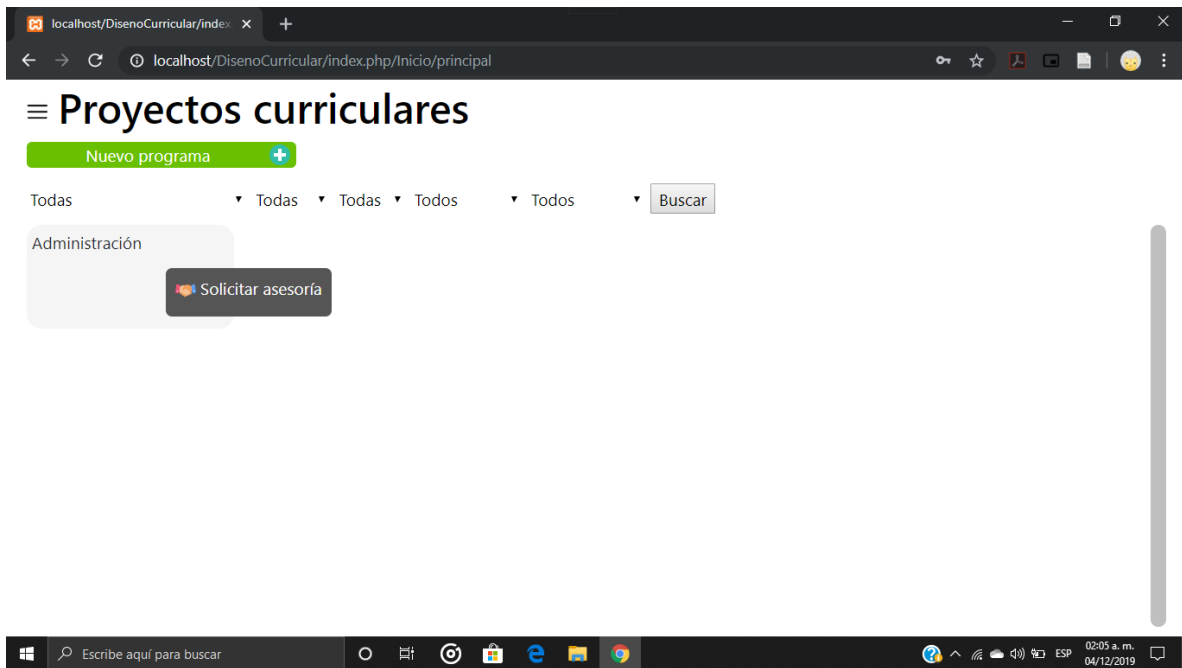 localhost/DisenoCurricular/index
localhost/DisenoCurricular/index.php/Inicio/principal
Proyectos curriculares
Nuevo programa
Todas Todas Todas Todos Todos Buscar
Administración
Solicitar asesoría
Escribe aquí para buscar
ESP
02:05 a. m.
04/12/2019